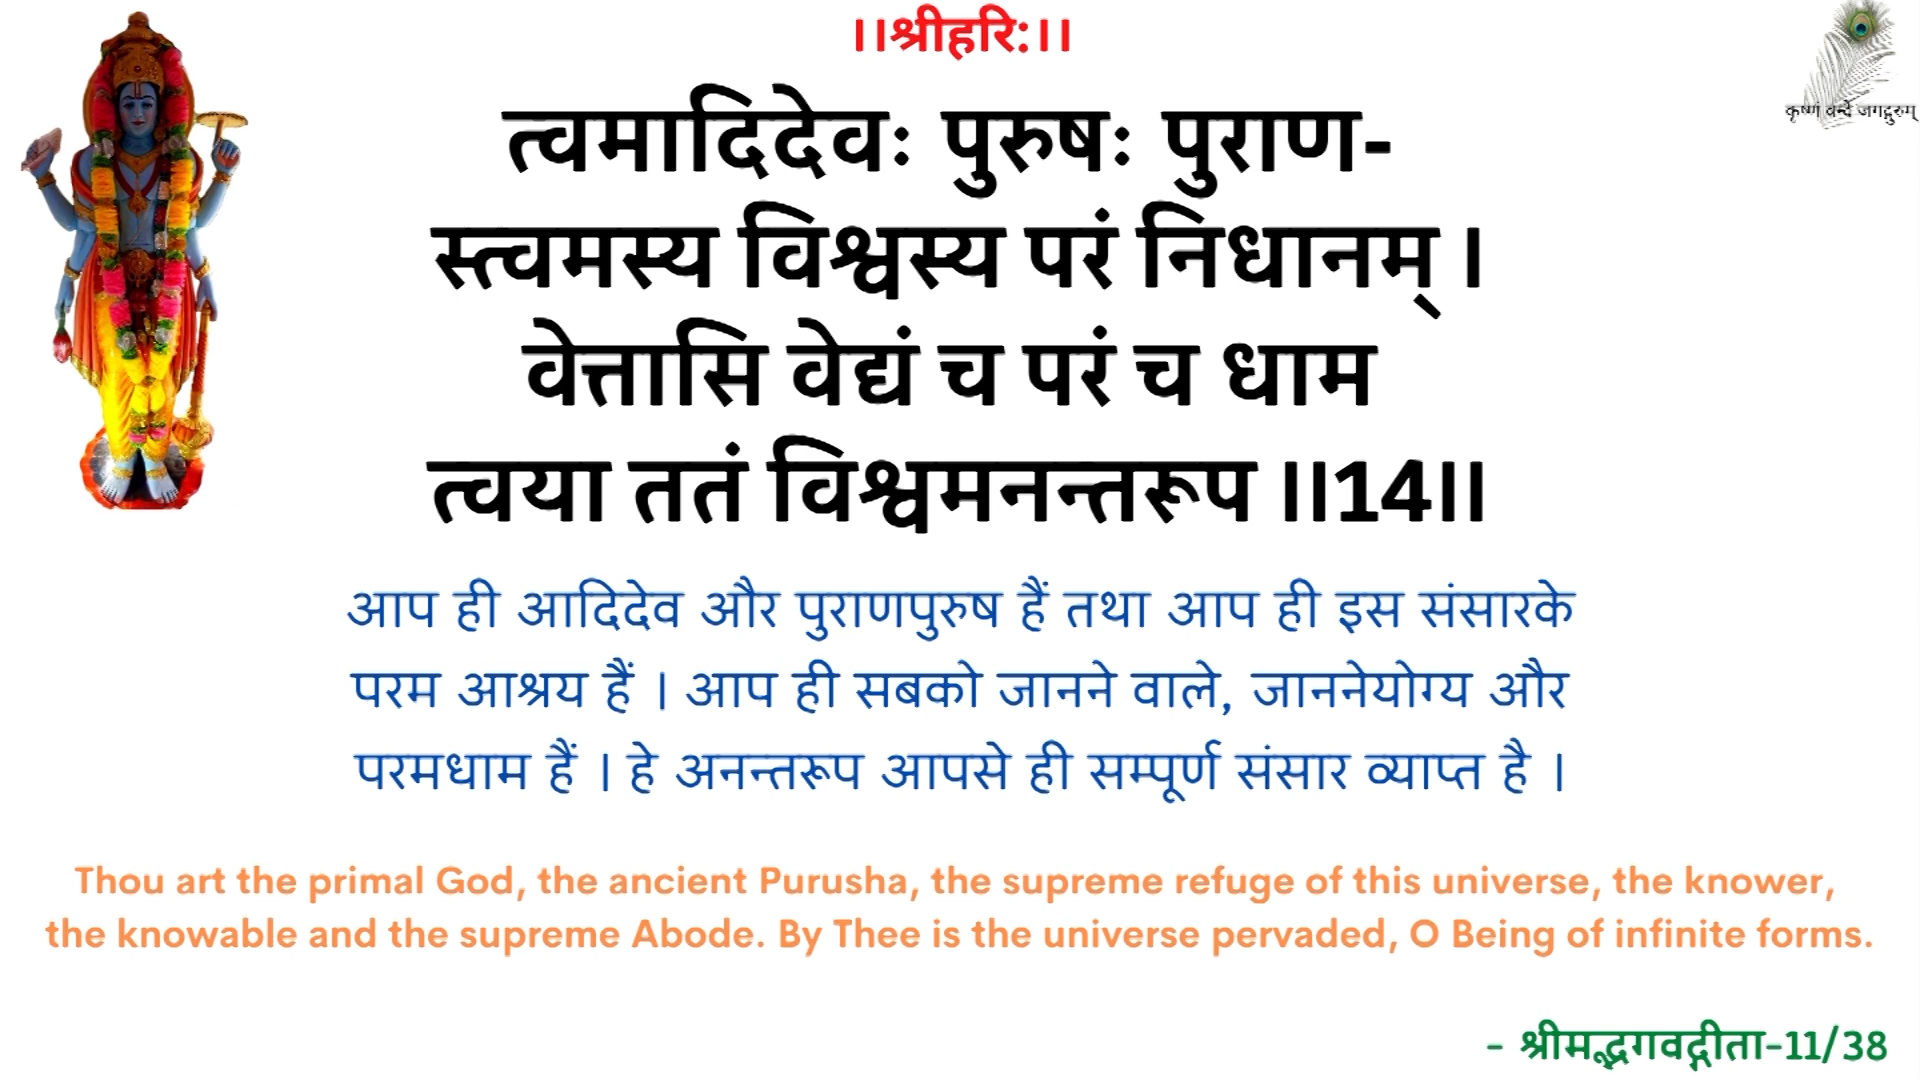 ।।श्रीहरि:।।
कृष्णं वन्दे जगद्गुरुम्
त्वमादिदेवः पुरुषः पुराण-
स्त्वमस्य विश्वस्य परं निधानम् ।
वेत्तासि वेद्यं च परं च धाम
त्वया ततं विश्वमनन्तरूप ।।14।।
आप ही आदिदेव और पुराणपुरुष हैं तथा आप ही इस संसारके
परम आश्रय हैं । आप ही सबको जानने वाले, जाननेयोग्य और
परमधाम हैं । हे अनन्तरूप आपसे ही सम्पूर्ण संसार व्याप्त है ।
Thou art the primal God, the ancient Purusha, the supreme refuge of this universe, the knower,
the knowable and the supreme Abode. By Thee is the universe pervaded, O Being of infinite forms.
- श्रीमद्भगवद्गीता-11/38